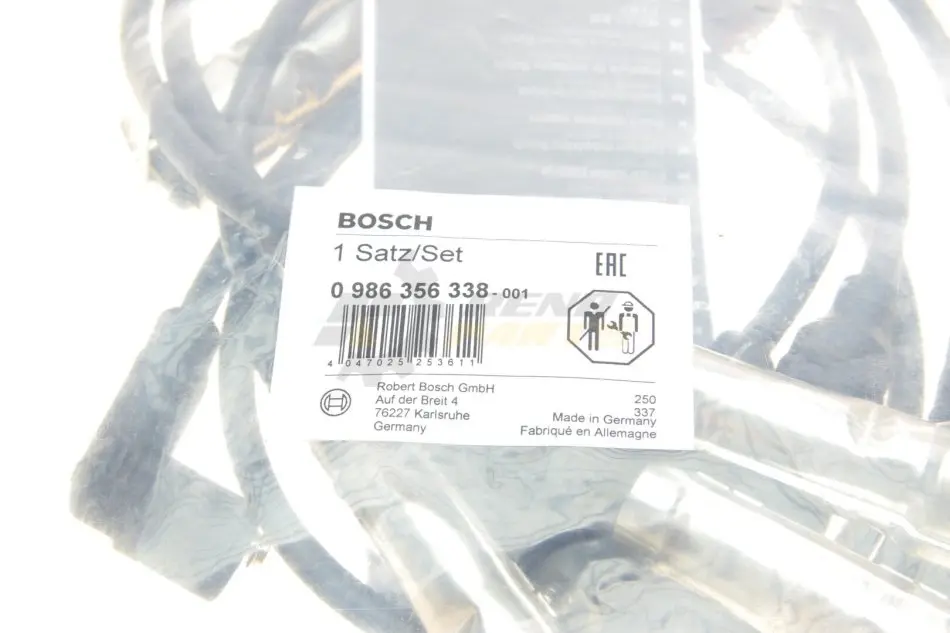 BOSCH
1 Satz/Set
EAC
0 986 356 338-001
4 047025 253611
Robert Bosch GmbH
Auf der Breit 4
76227 Karlsruhe
Germany
250
337
Made in Germany
Fabriqué en Allemagne